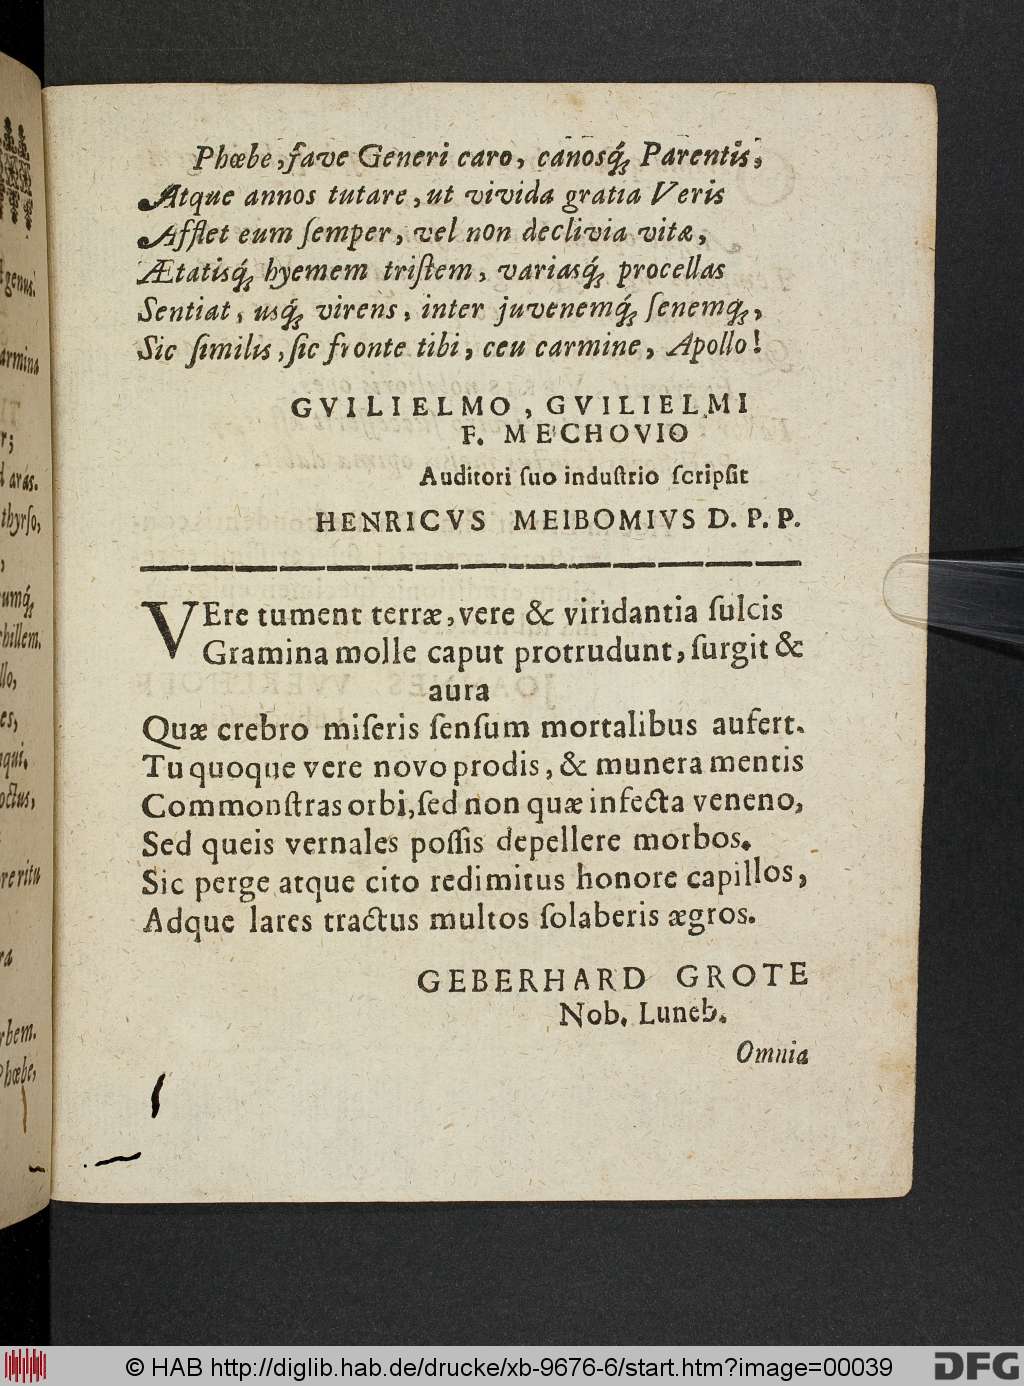 Phœbe, fave Generi caro, canosq́; Parentis,
Atque annos tutare, ut vivida gratia Veris
Afflet eum ſemper, vel non declivia vitæ,
Ætatisq́; hyemem triſtem, variasq́; procellas
Sentiat, usq́; virens, inter juvenemq́; ſenemq́;,
Sic ſimilis, ſic fronte tibi, ceu carmine, Apollo!
GVILIELMO, GVILIELMI
F. MECHOVIO
Auditori ſuo induſtrio ſcripſit
HENRICVS MEIBOMIVS D. P. P.
VEre tument terræ, vere & viridantia ſulcis
Gramina molle caput protrudunt, ſurgit &
aura
Quæ crebro miſeris ſenſum mortalibus aufert.
Tu quoque vere novo prodis, & munera mentis
Commonſtras orbi, ſed non quæ infecta veneno,
Sed queis vernales poſſis depellere morbos.
Sic perge atque cito redimitus honore capillos,
Adque lares tractus multos ſolaberis ægros.
GEBERHARD GROTE
Nob. Luneb.
Omnia
© HAB http://diglib.hab.de/drucke/xb-9676-6/start.htm?image=00039
DFG